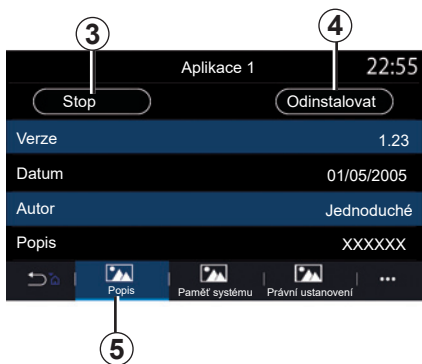 3 4
Aplikace 1 22:55
Stop Odinstalovat
Verze 1.23
Datum 01/05/2005
Autor Jednoduché
Popis XXXXXX
Popis Paměť systému Právní ustanovení ...
5